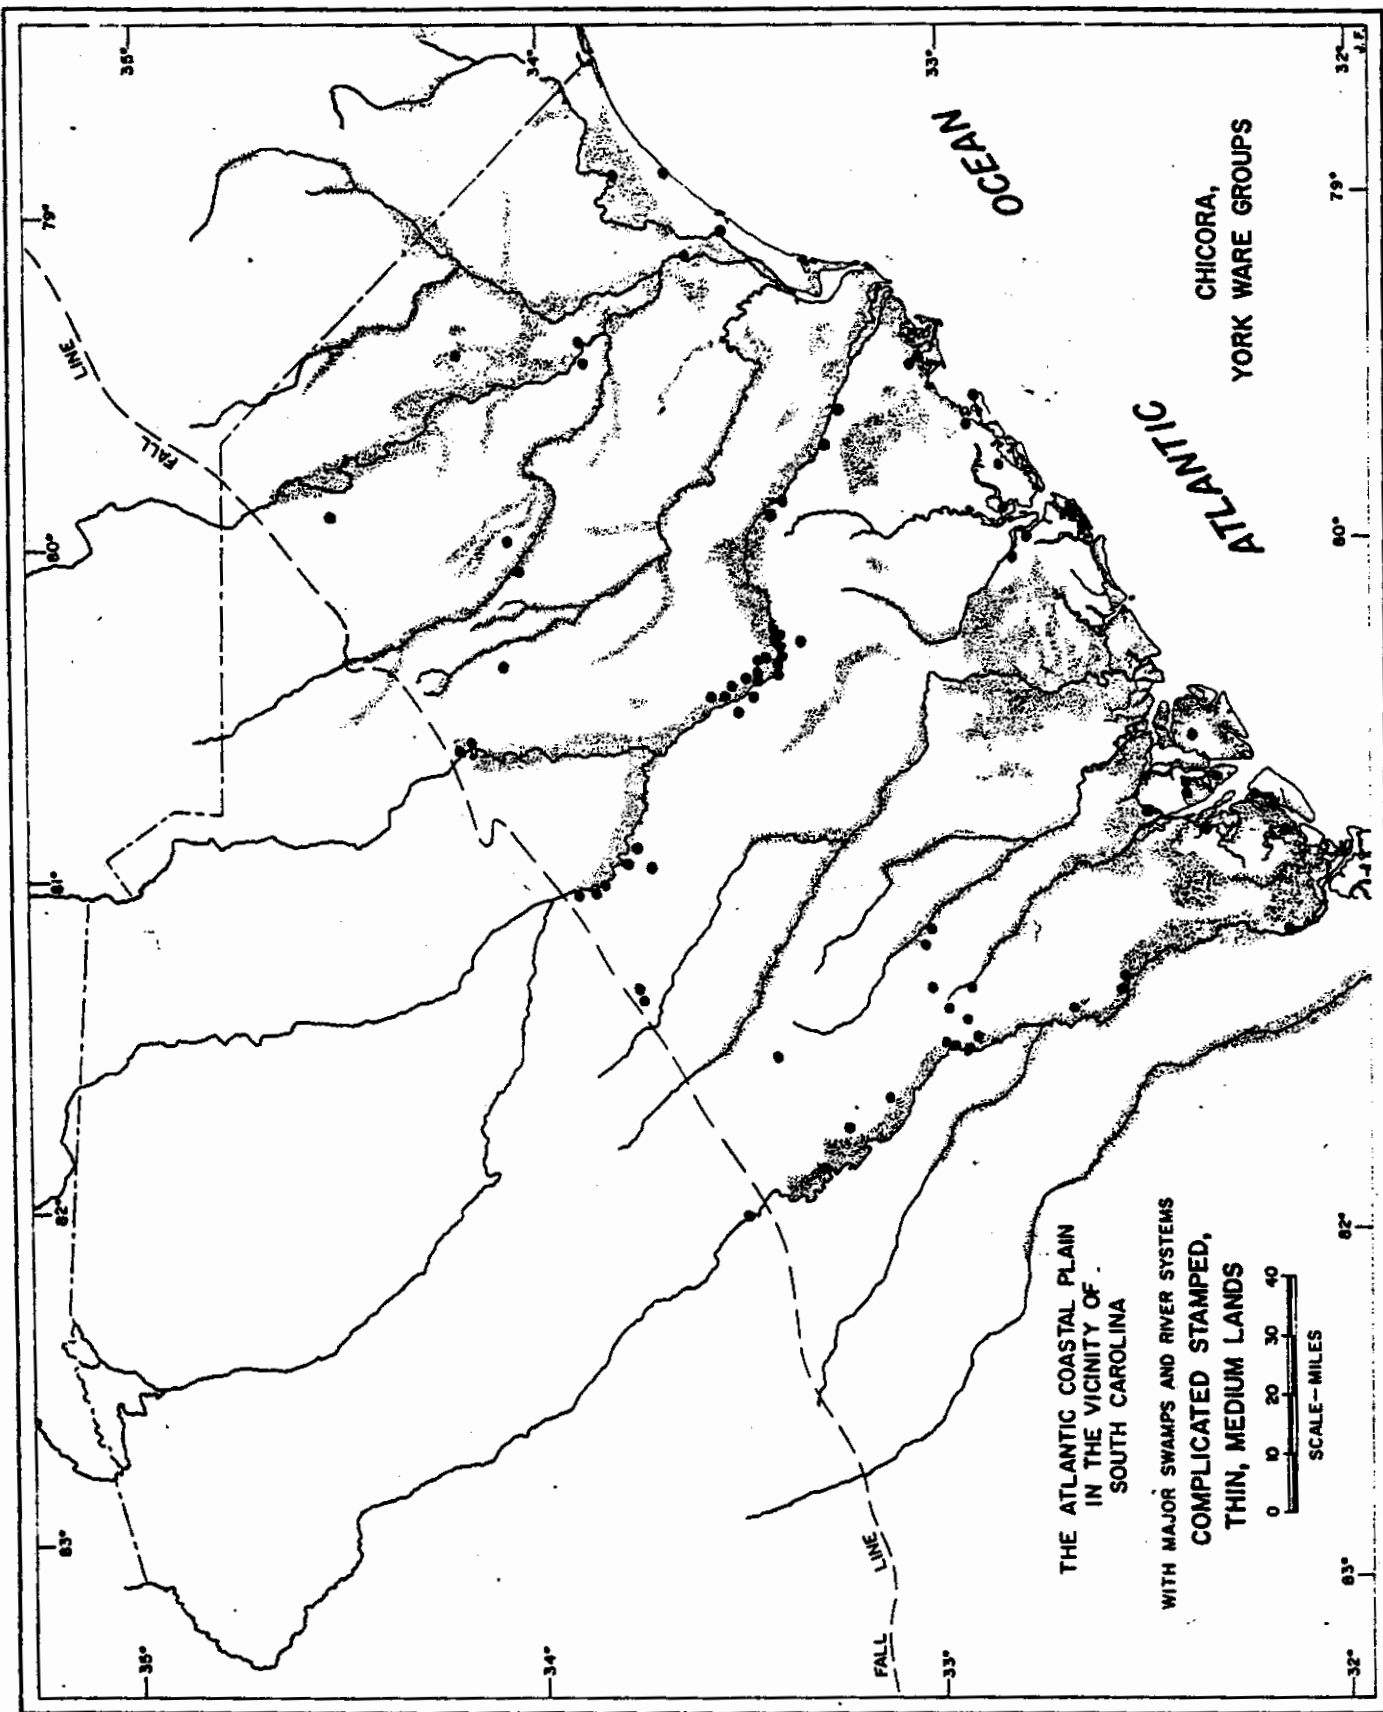 83°
82°
81°
80°
79°
35°
35°
LINE
FALL
34°
34°
FALL
LINE
33°
33°
OCEAN
ATLANTIC
THE ATLANTIC COASTAL PLAIN
IN THE VICINITY OF
SOUTH CAROLINA
WITH MAJOR SWAMPS AND RIVER SYSTEMS
COMPLICATED STAMPED,
THIN, MEDIUM LANDS
0 10 20 30 40
SCALE—MILES
CHICORA,
YORK WARE GROUPS
32°
83°
82°
80°
79°
32°
J.F.